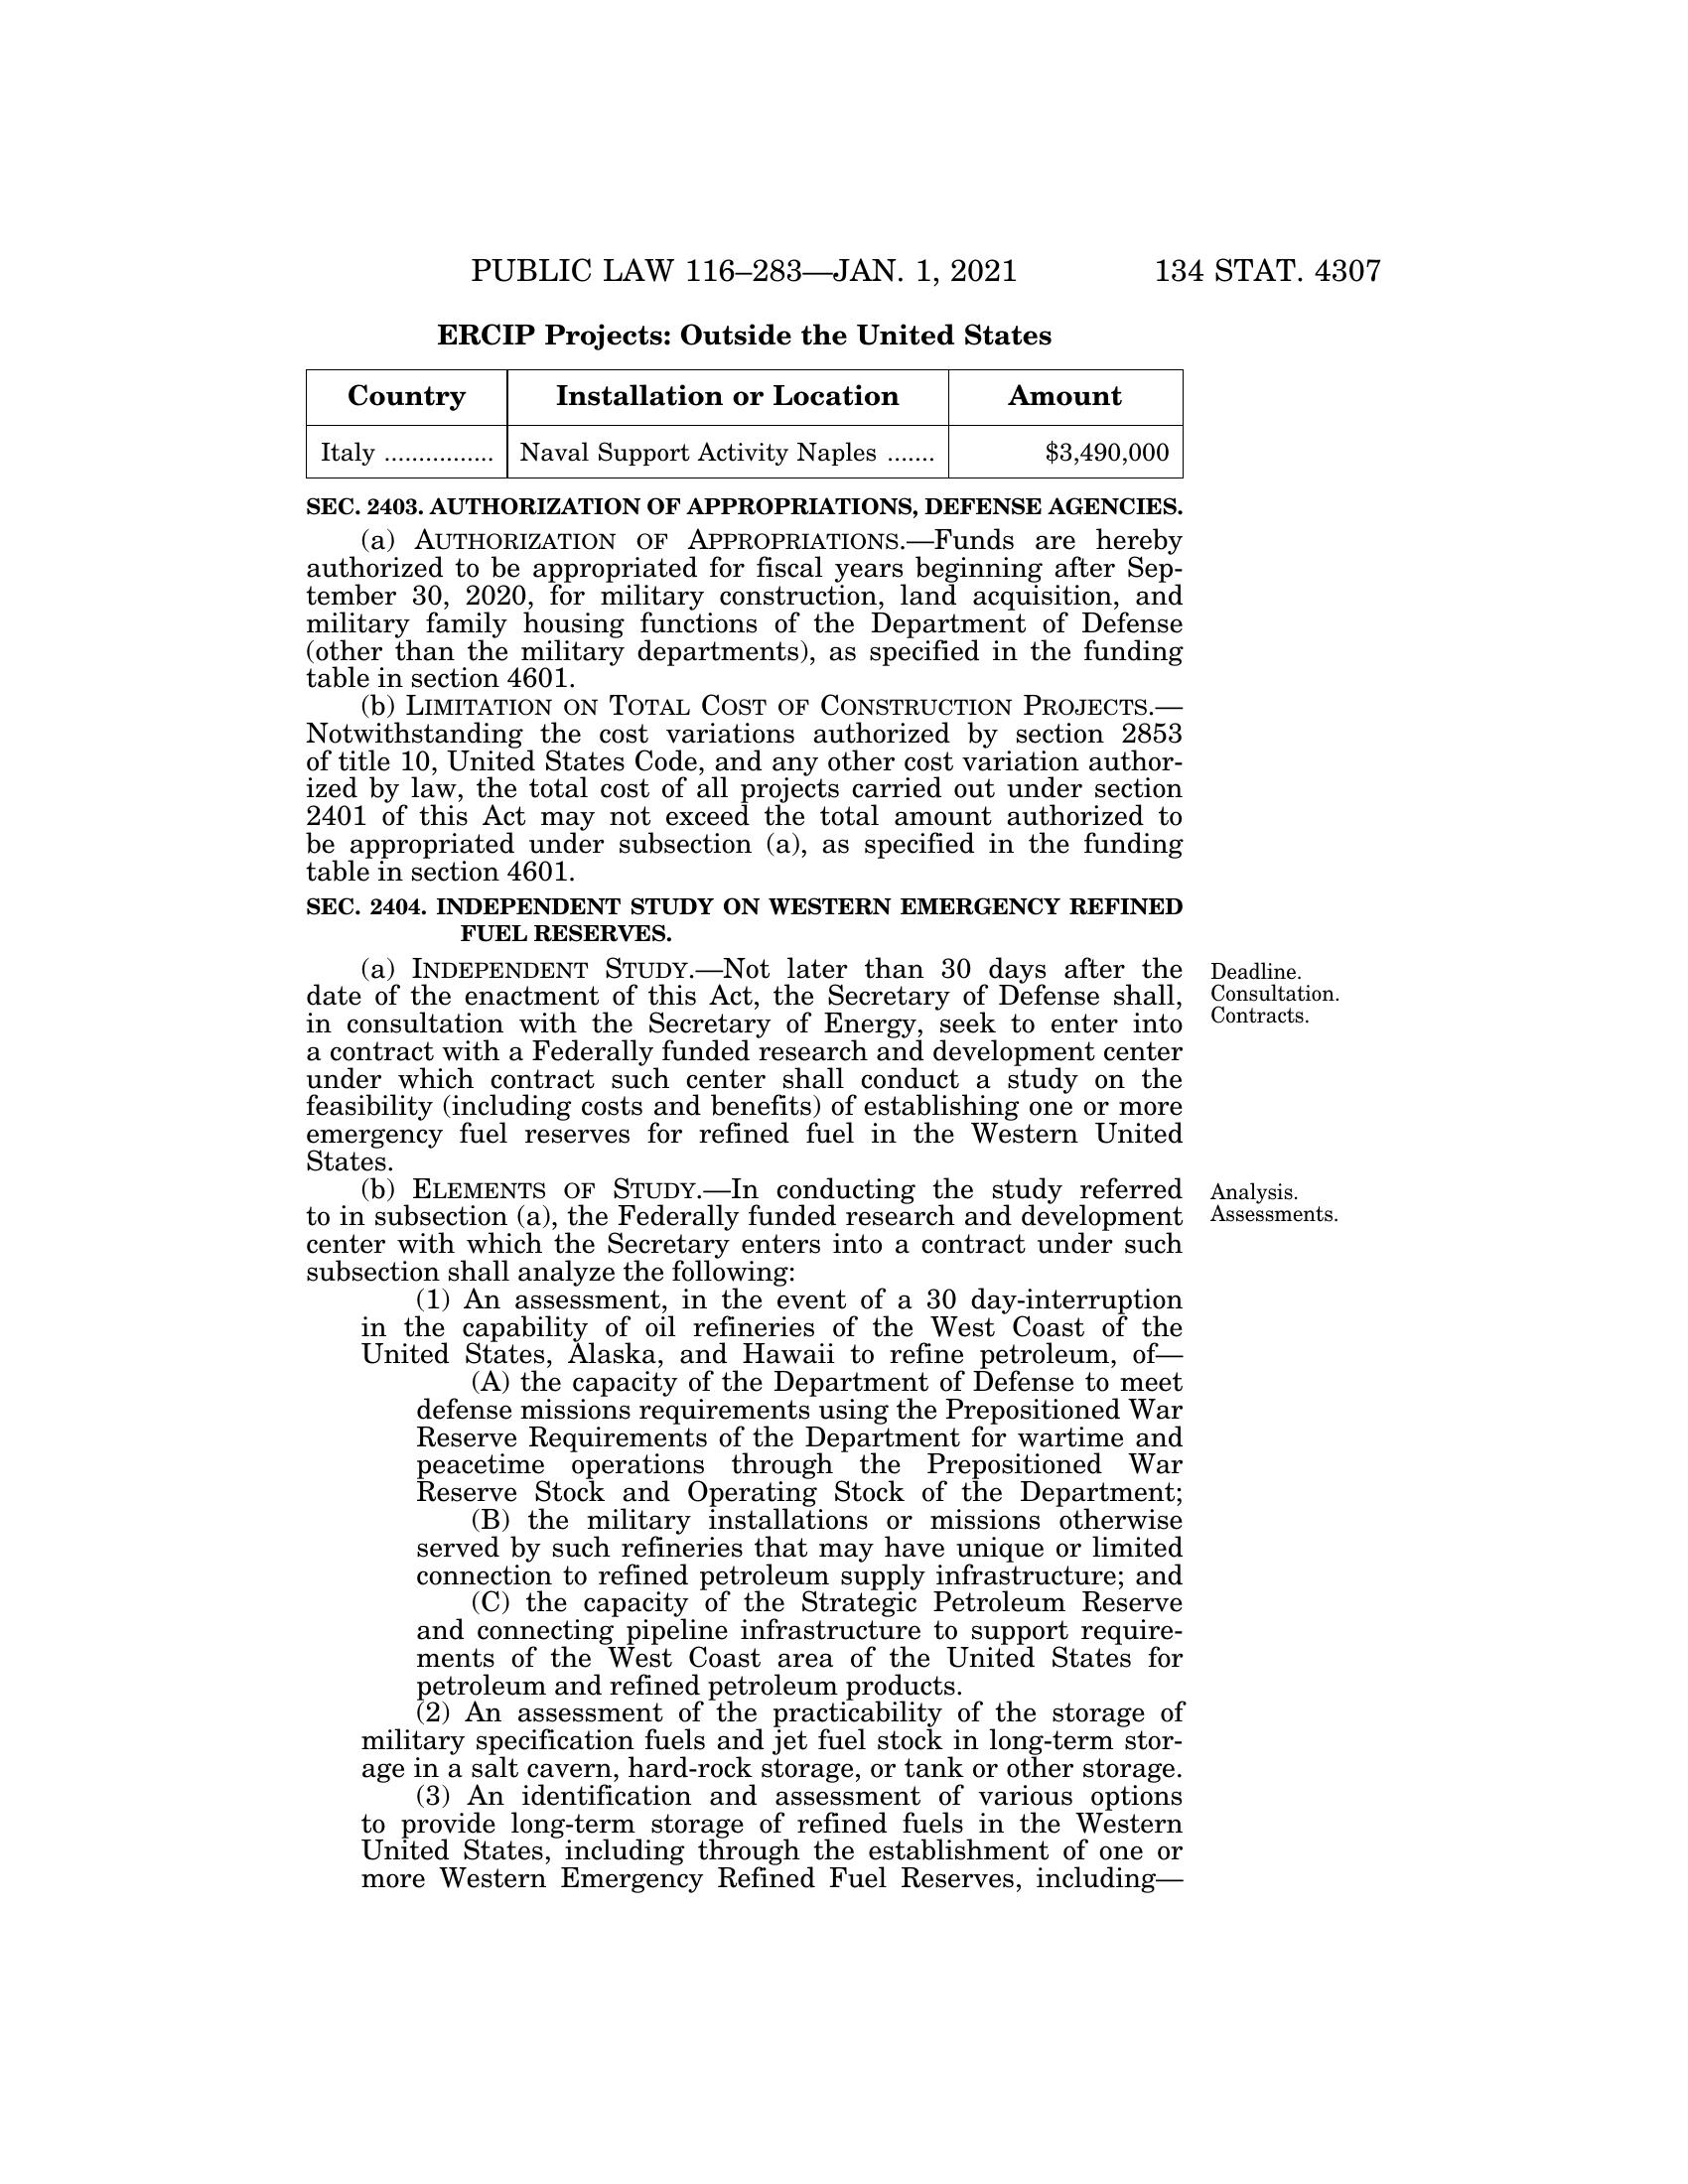 PUBLIC LAW 116–283—JAN. 1, 2021 134 STAT. 4307
ERCIP Projects: Outside the United States
Country Installation or Location Amount
Italy ................ Naval Support Activity Naples ....... $3,490,000
SEC. 2403. AUTHORIZATION OF APPROPRIATIONS, DEFENSE AGENCIES.
(a) AUTHORIZATION OF APPROPRIATIONS.—Funds are hereby
authorized to be appropriated for fiscal years beginning after Sep-
tember 30, 2020, for military construction, land acquisition, and
military family housing functions of the Department of Defense
(other than the military departments), as specified in the funding
table in section 4601.
(b) LIMITATION ON TOTAL COST OF CONSTRUCTION PROJECTS.—
Notwithstanding the cost variations authorized by section 2853
of title 10, United States Code, and any other cost variation author-
ized by law, the total cost of all projects carried out under section
2401 of this Act may not exceed the total amount authorized to
be appropriated under subsection (a), as specified in the funding
table in section 4601.
SEC. 2404. INDEPENDENT STUDY ON WESTERN EMERGENCY REFINED
FUEL RESERVES.
(a) INDEPENDENT STUDY.—Not later than 30 days after the
date of the enactment of this Act, the Secretary of Defense shall,
in consultation with the Secretary of Energy, seek to enter into
a contract with a Federally funded research and development center
under which contract such center shall conduct a study on the
feasibility (including costs and benefits) of establishing one or more
emergency fuel reserves for refined fuel in the Western United
States.
Deadline.
Consultation.
Contracts.
(b) ELEMENTS OF STUDY.—In conducting the study referred
to in subsection (a), the Federally funded research and development
center with which the Secretary enters into a contract under such
subsection shall analyze the following:
Analysis.
Assessments.
(1) An assessment, in the event of a 30 day-interruption
in the capability of oil refineries of the West Coast of the
United States, Alaska, and Hawaii to refine petroleum, of—
(A) the capacity of the Department of Defense to meet
defense missions requirements using the Prepositioned War
Reserve Requirements of the Department for wartime and
peacetime operations through the Prepositioned War
Reserve Stock and Operating Stock of the Department;
(B) the military installations or missions otherwise
served by such refineries that may have unique or limited
connection to refined petroleum supply infrastructure; and
(C) the capacity of the Strategic Petroleum Reserve
and connecting pipeline infrastructure to support require-
ments of the West Coast area of the United States for
petroleum and refined petroleum products.
(2) An assessment of the practicability of the storage of
military specification fuels and jet fuel stock in long-term stor-
age in a salt cavern, hard-rock storage, or tank or other storage.
(3) An identification and assessment of various options
to provide long-term storage of refined fuels in the Western
United States, including through the establishment of one or
more Western Emergency Refined Fuel Reserves, including—